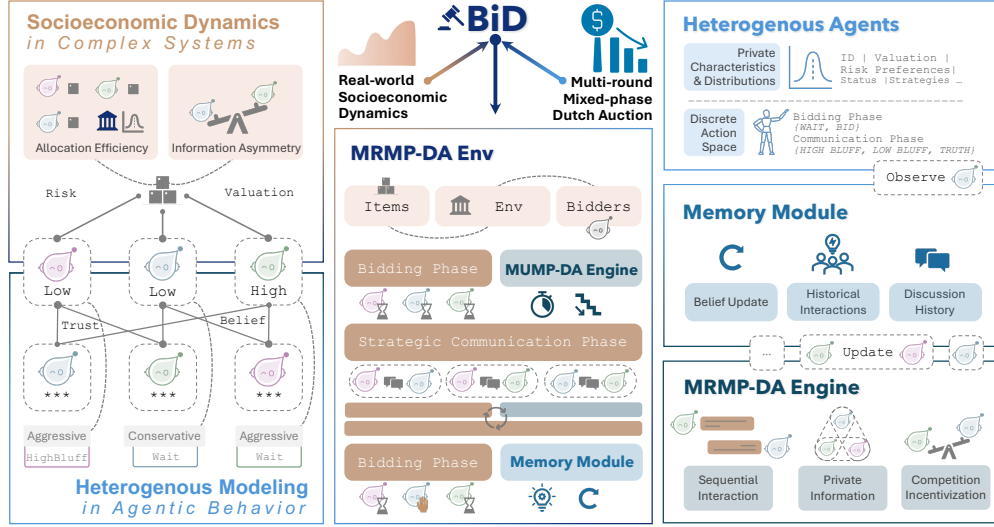 Socioeconomic Dynamics
in Complex Systems
Allocation Efficiency
Information Asymmetry
Risk
Valuation
Low
Low
High
Trust
Belief
***
***
***
Aggressive
HighBluff
Conservative
Wait
Aggressive
Wait
Heterogenous Modeling
in Agentic Behavior
BiD
Real-world
Socioeconomic
Dynamics
Multi-round
Mixed-phase
Dutch Auction
MRMP-DA Env
Items
Env
Bidders
Bidding Phase
MUMP-DA Engine
Strategic Communication Phase
Bidding Phase
Memory Module
Heterogenous Agents
Private
Characteristics
& Distributions
ID | Valuation |
Risk Preferences|
Status |Strategies …
Discrete
Action
Space
Bidding Phase
{WAIT, BID}
Communication Phase
{HIGH BLUFF, LOW BLUFF, TRUTH}
Observe
Memory Module
Belief Update
Historical
Interactions
Discussion
History
...
Update
MRMP-DA Engine
Sequential
Interaction
Private
Information
Competition
Incentivization